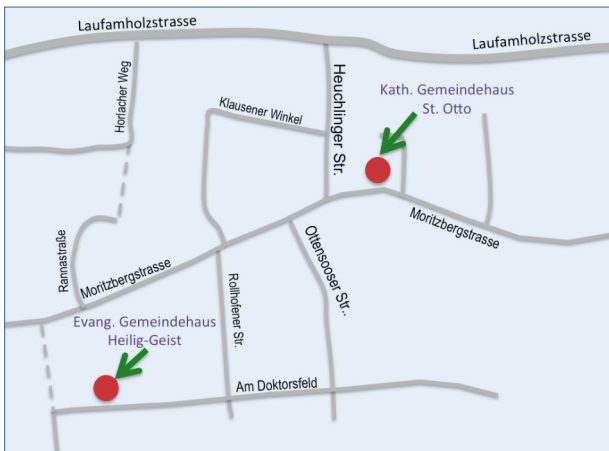 Laufamholzstrasse
Laufamholzstrasse
Horlacher Weg
Klausener Winkel
Heuchlinger Str.
Kath. Gemeindehaus
St. Otto
Moritzbergstrasse
Rannastraße
Moritzbergstrasse
Rollhofener Str.
Ottensooser Str..
Evang. Gemeindehaus
Heilig-Geist
Am Doktorsfeld